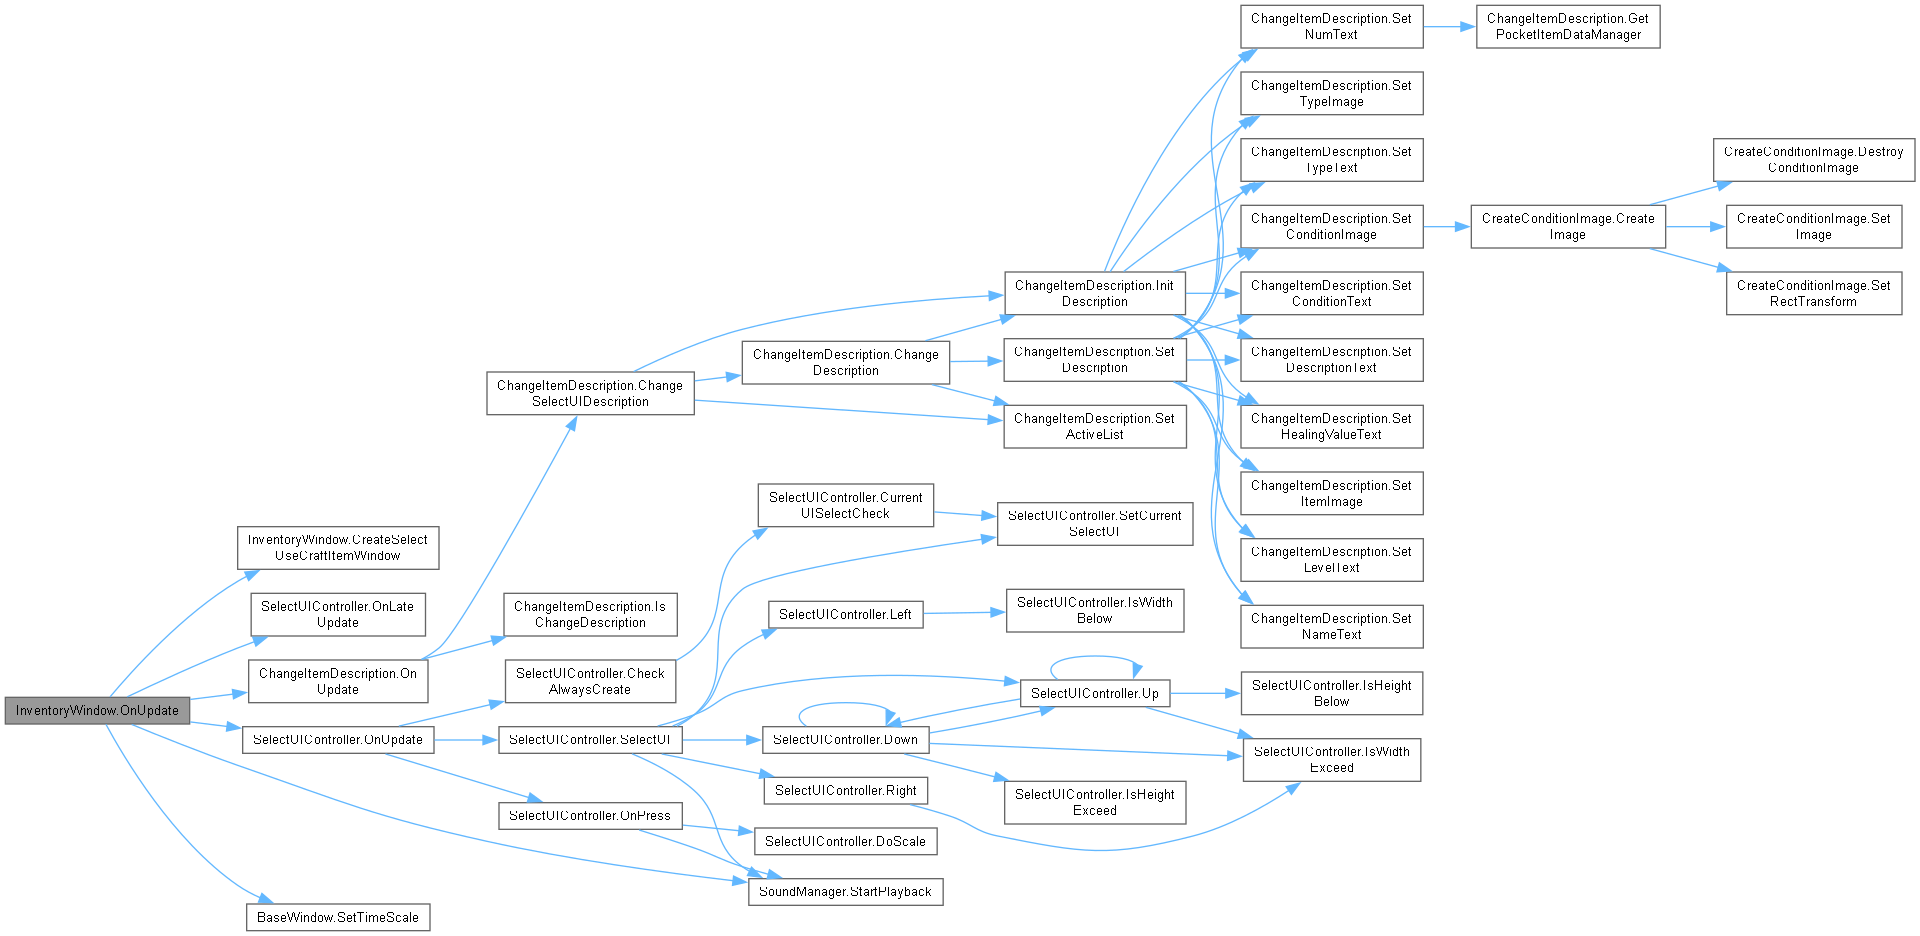 InventoryWindow.OnUpdate
InventoryWindow.CreateSelect
UseCraftItemWindow
SelectUIController.OnLate
Update
ChangeItemDescription.On
Update
SelectUIController.OnUpdate
BaseWindow.SetTimeScale
ChangeItemDescription.Change
SelectUIDescription
ChangeItemDescription.Is
ChangeDescription
SelectUIController.Check
AlwaysCreate
SelectUIController.SelectUI
SelectUIController.OnPress
ChangeItemDescription.Change
Description
SelectUIController.Current
UISelectCheck
SelectUIController.Left
SelectUIController.Down
SelectUIController.Right
SelectUIController.DoScale
SoundManager.StartPlayback
ChangeItemDescription.Init
Description
ChangeItemDescription.Set
Description
ChangeItemDescription.Set
ActiveList
SelectUIController.SetCurrent
SelectUI
SelectUIController.IsWidth
Below
SelectUIController.Up
SelectUIController.IsHeight
Exceed
ChangeItemDescription.Set
NumText
ChangeItemDescription.Set
TypeImage
ChangeItemDescription.Set
TypeText
ChangeItemDescription.Set
ConditionImage
ChangeItemDescription.Set
ConditionText
ChangeItemDescription.Set
DescriptionText
ChangeItemDescription.Set
HealingValueText
ChangeItemDescription.Set
ItemImage
ChangeItemDescription.Set
LevelText
ChangeItemDescription.Set
NameText
SelectUIController.IsHeight
Below
SelectUIController.IsWidth
Exceed
ChangeItemDescription.Get
PocketItemDataManager
CreateConditionImage.Create
Image
CreateConditionImage.Destroy
ConditionImage
CreateConditionImage.Set
Image
CreateConditionImage.Set
RectTransform